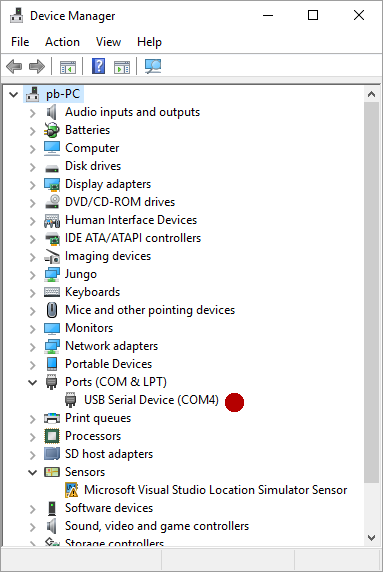 Device Manager
File Action View Help
pb-PC
Audio inputs and outputs
Batteries
Computer
Disk drives
Display adapters
DVD/CD-ROM drives
Human Interface Devices
IDE ATA/ATAPI controllers
Imaging devices
Jungo
Keyboards
Mice and other pointing devices
Monitors
Network adapters
Portable Devices
Ports (COM & LPT)
USB Serial Device (COM4)
Print queues
Processors
SD host adapters
Sensors
Microsoft Visual Studio Location Simulator Sensor
Software devices
Sound, video and game controllers
Storage controllers